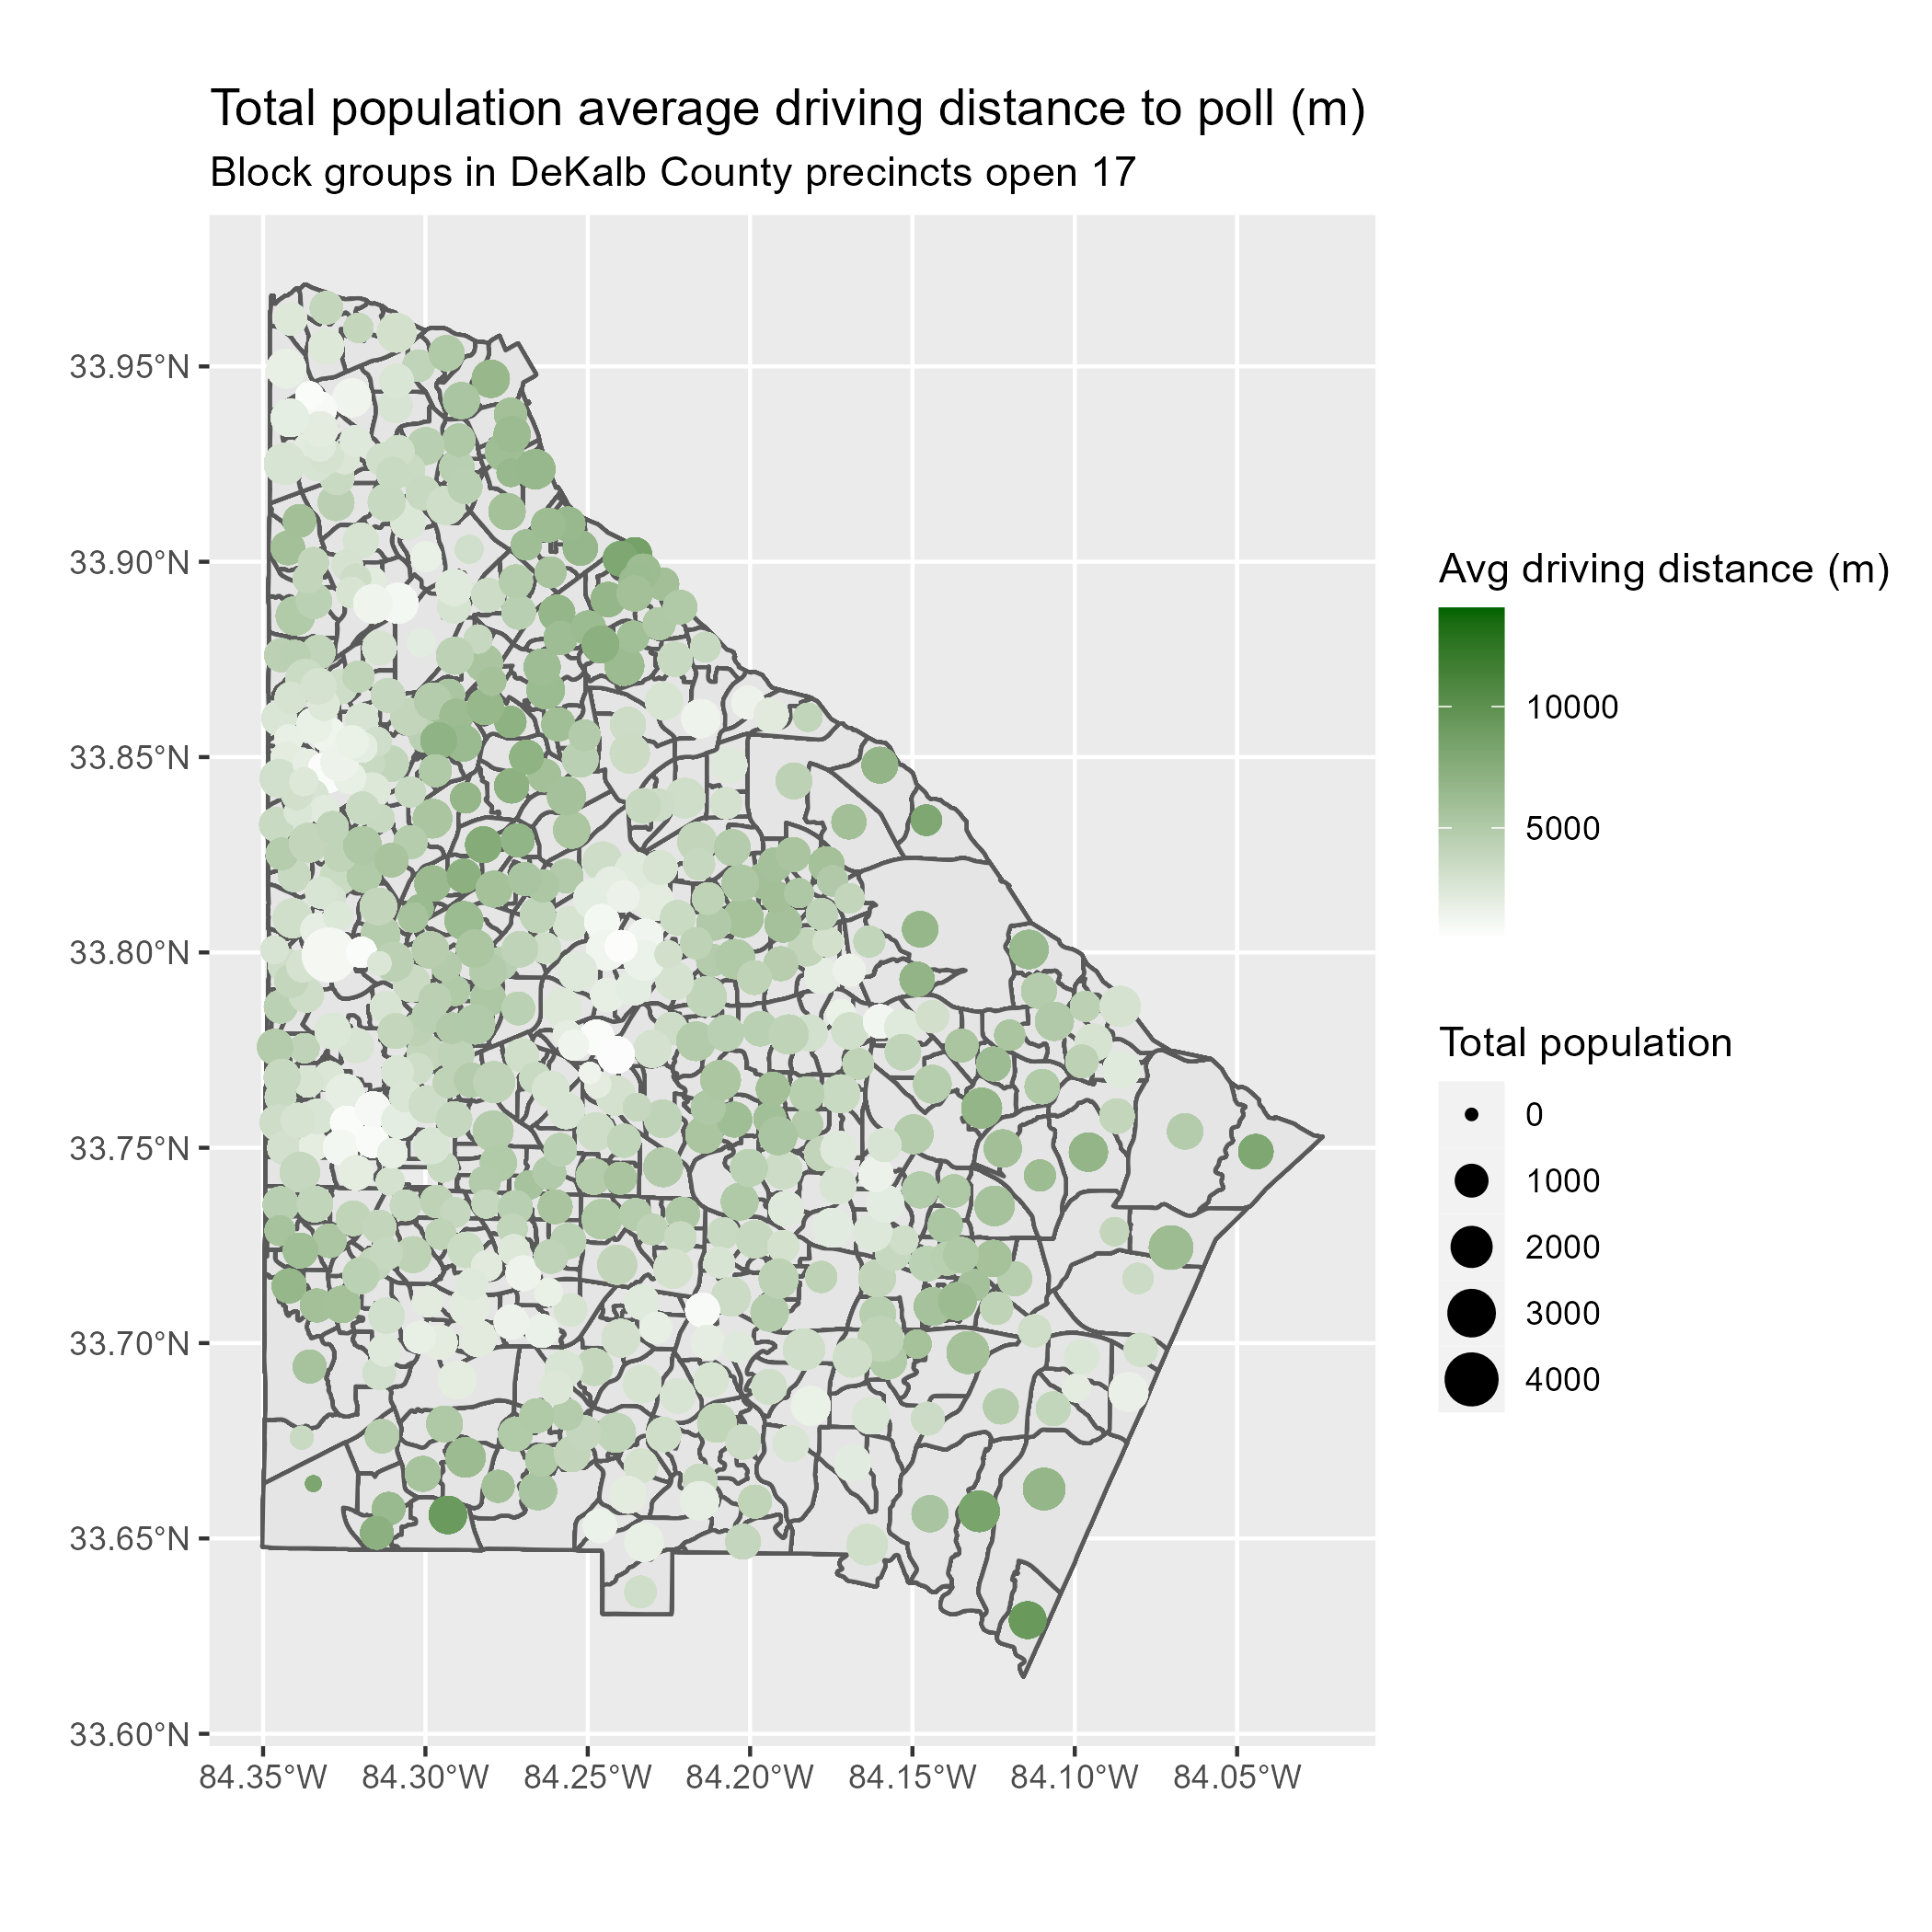 Total population average driving distance to poll (m)
Block groups in DeKalb County precincts open 17
33.95°N
33.90°N
33.85°N
33.80°N
33.75°N
33.70°N
33.65°N
33.60°N
84.35°W 84.30°W 84.25°W 84.20°W 84.15°W 84.10°W 84.05°W
Avg driving distance (m)
10000
5000
Total population
0
1000
2000
3000
4000